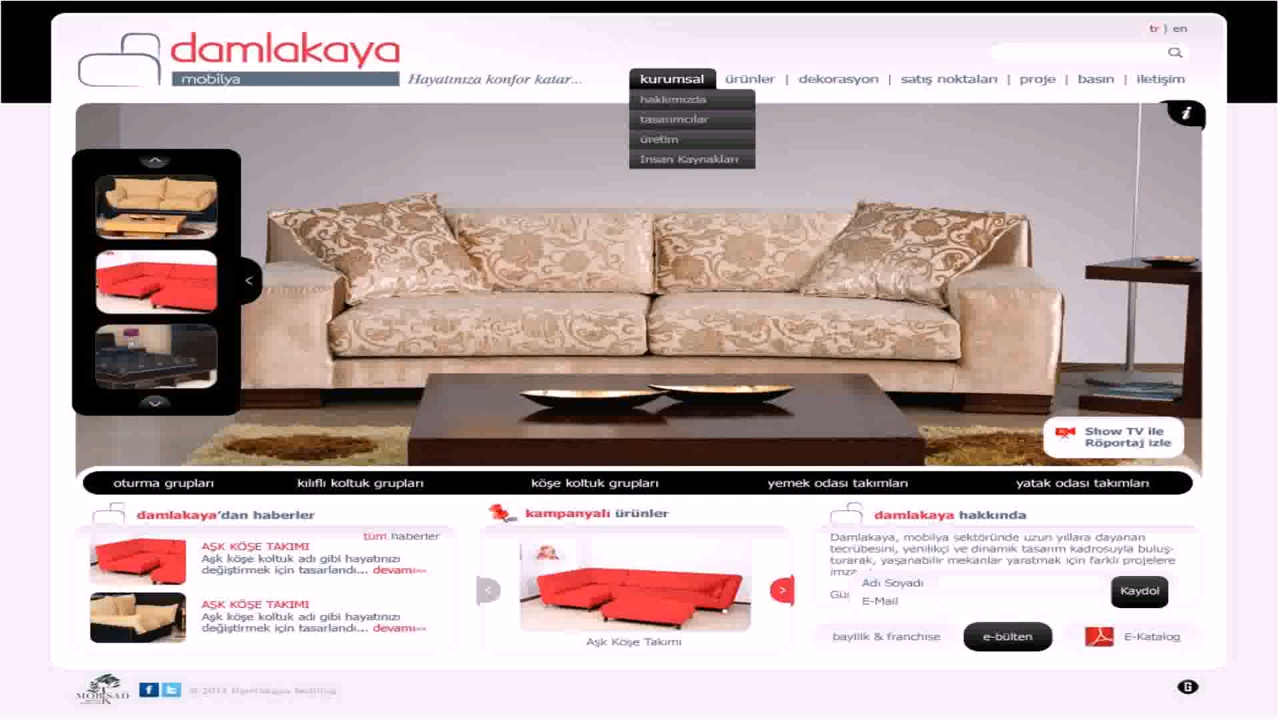 tr | en
damlakaya
mobilya
Hayatınıza konfor katar...
kurumsal
ürünler | dekorasyon | satış noktaları | proje | basın | iletişim
hakkımızda
tasarımcılar
üretim
İnsan Kaynakları
i
Show TV ile
Röportaj izle
oturma grupları
kılıflı koltuk grupları
köşe koltuk grupları
yemek odası takımları
yatak odası takımları
damlakaya'dan haberler
tüm haberler
AŞK KÖŞE TAKIMI
Aşk köşe koltuk adı gibi hayatınızı
değiştirmek için tasarlandı... devamı>>
AŞK KÖŞE TAKIMI
Aşk köşe koltuk adı gibi hayatınızı
değiştirmek için tasarlandı... devamı>>
kampanyalı ürünler
Aşk Köşe Takımı
damlakaya hakkında
Damlakaya, mobilya sektöründe uzun yıllara dayanan
tecrübesini, yenilikçi ve dinamik tasarım kadrosuyla buluş-
turarak, yaşanabilir mekanlar yaratmak için farklı projelere
Adı Soyadı
E-Mail
Kaydol
bayilik & franchise
e-bülten
E-Katalog
MOBSAD
G